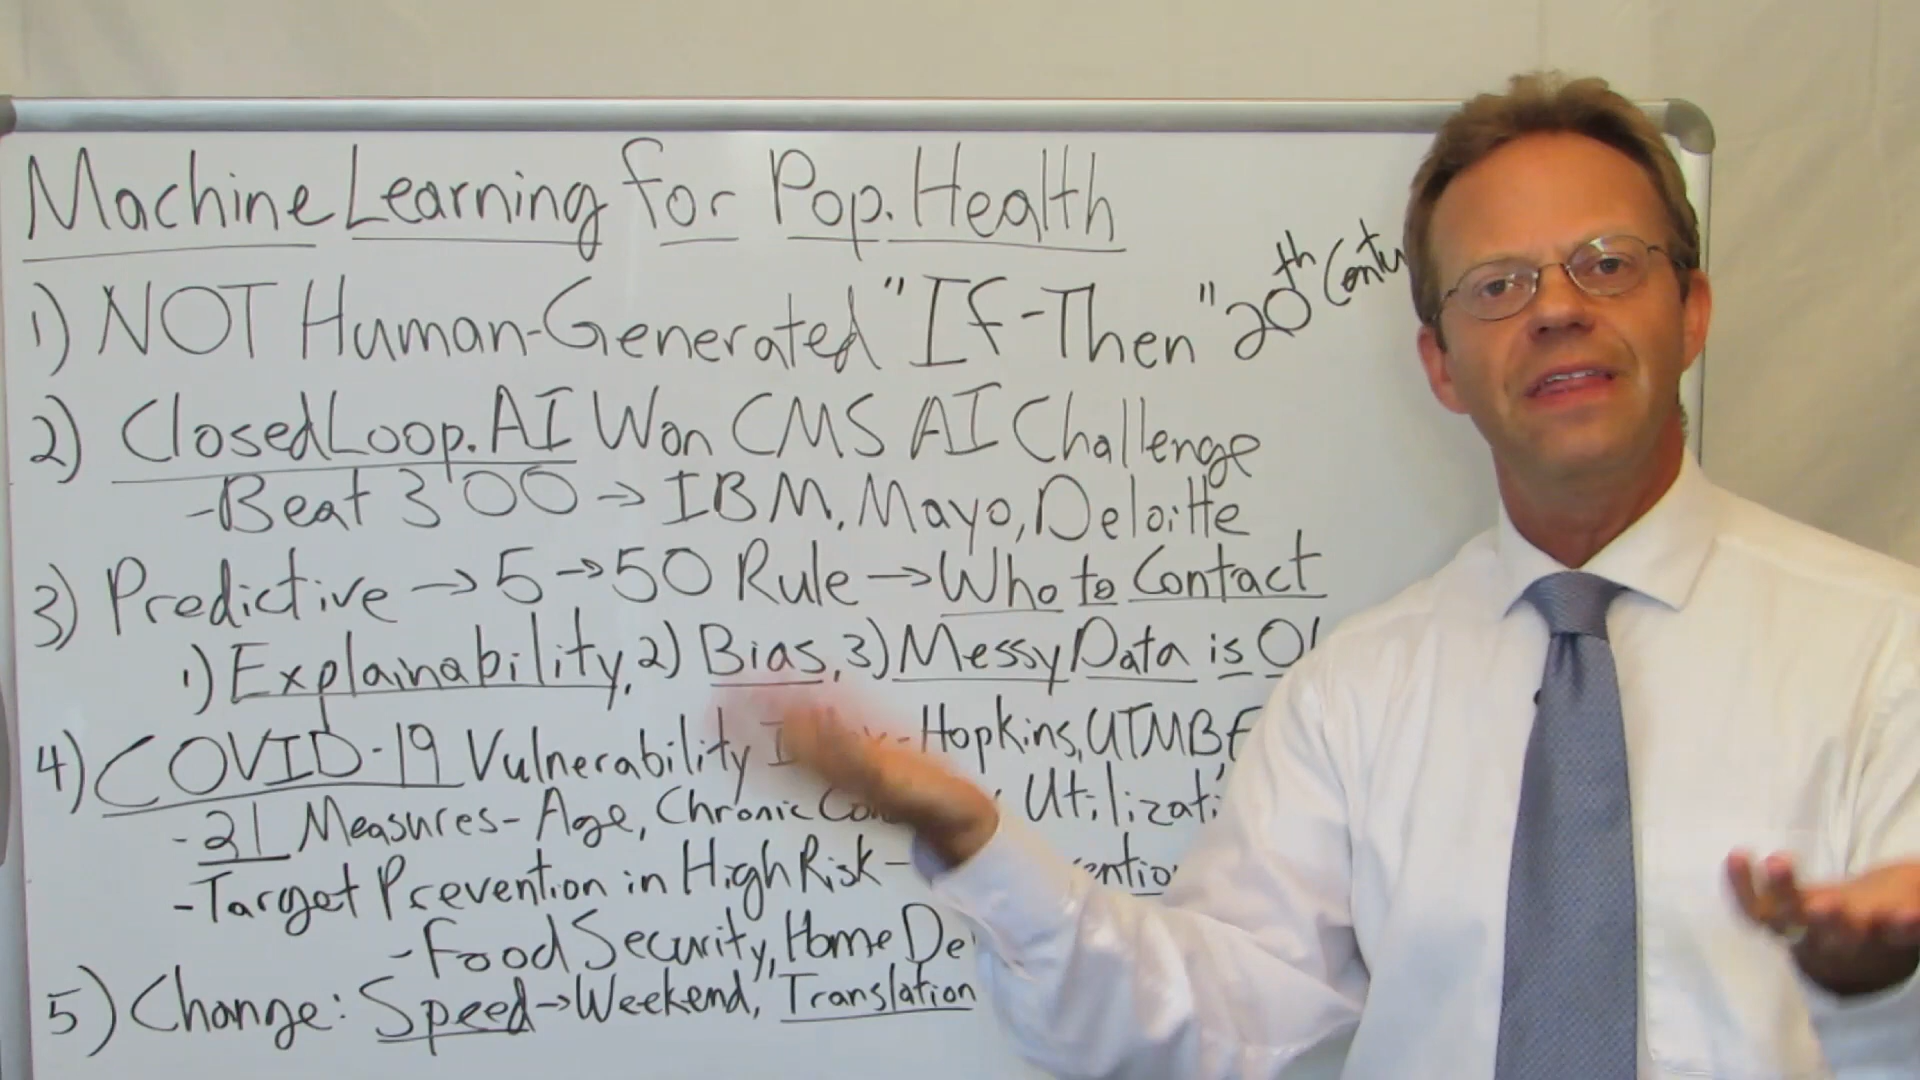 Machine Learning for Pop. Health
1) NOT Human-Generated "If-Then" 20th
2) ClosedLoop.AI Won CMS AI Challenge
-Beat 300 → IBM, Mayo, Deloitte
3) Predictive → 5 → 50 Rule → Who to Contact
1) Explainability, 2) Bias, 3) Messy Data is
4) COVID-19 Vulnerability - Hopkins, UTMB
-21 Measures - Age, Chronic
-Target Prevention in High Risk -
-Food Security, Home
5) Change: Speed → Weekend, Translation